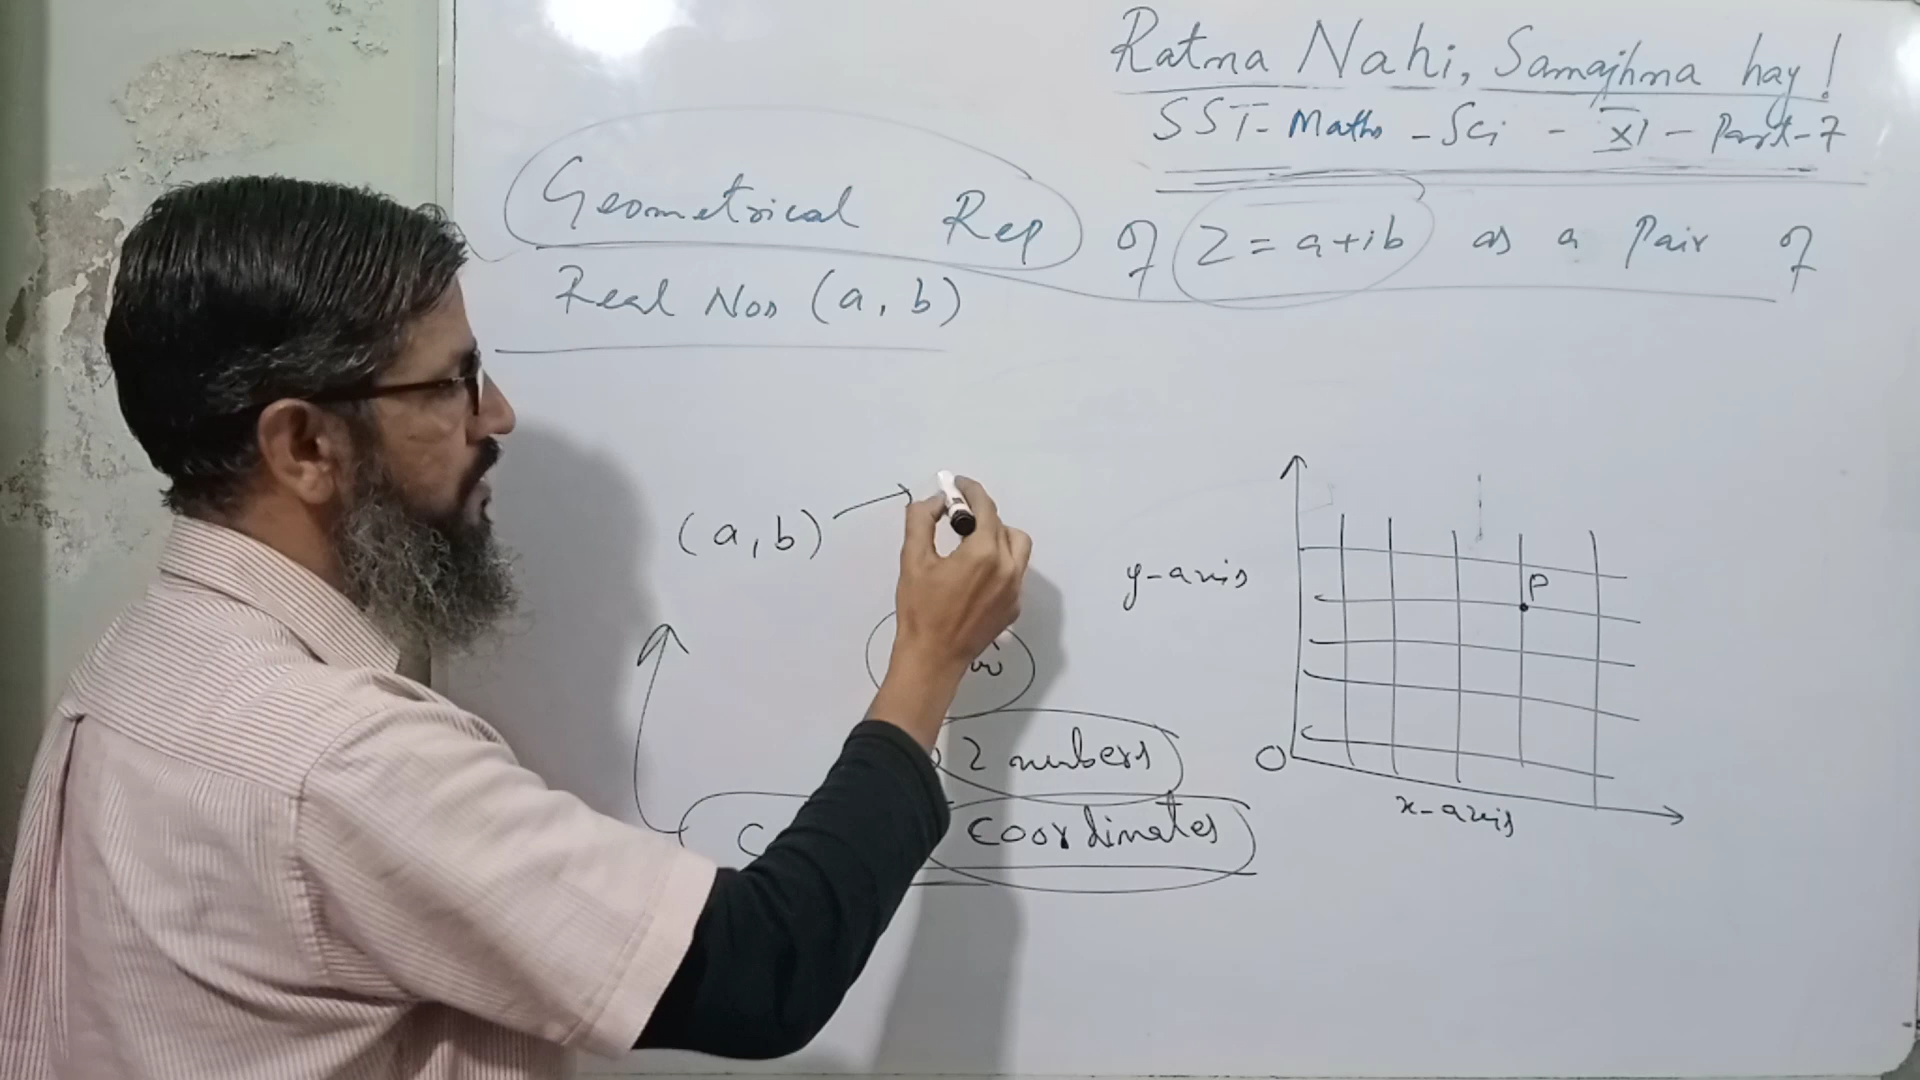 Ratna Nahi, Samajhna hay!
SST - Maths - Sci - XI - Part-7
Geometrical Rep of Z = a+ib as a Pair of
Real Nos (a, b)
(a, b)
2 numbers
coordinates
y-axis
P
O
x-axis